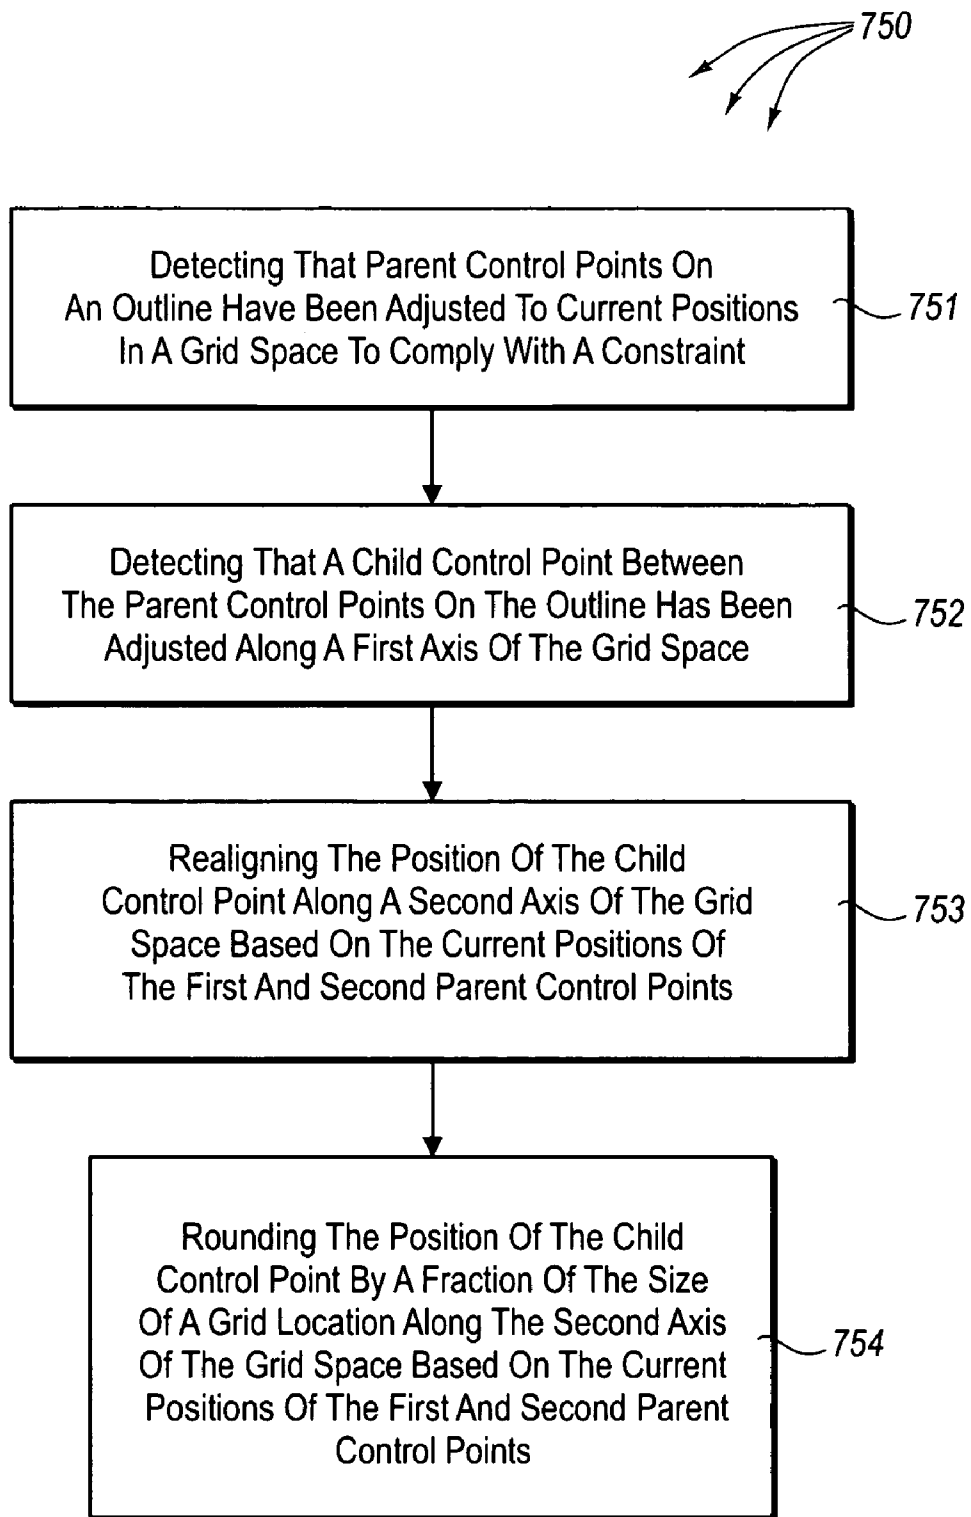 750
Detecting That Parent Control Points On
An Outline Have Been Adjusted To Current Positions
In A Grid Space To Comply With A Constraint
751
Detecting That A Child Control Point Between
The Parent Control Points On The Outline Has Been
Adjusted Along A First Axis Of The Grid Space
752
Realigning The Position Of The Child
Control Point Along A Second Axis Of The Grid
Space Based On The Current Positions Of
The First And Second Parent Control Points
753
Rounding The Position Of The Child
Control Point By A Fraction Of The Size
Of A Grid Location Along The Second Axis
Of The Grid Space Based On The Current
Positions Of The First And Second Parent
Control Points
754